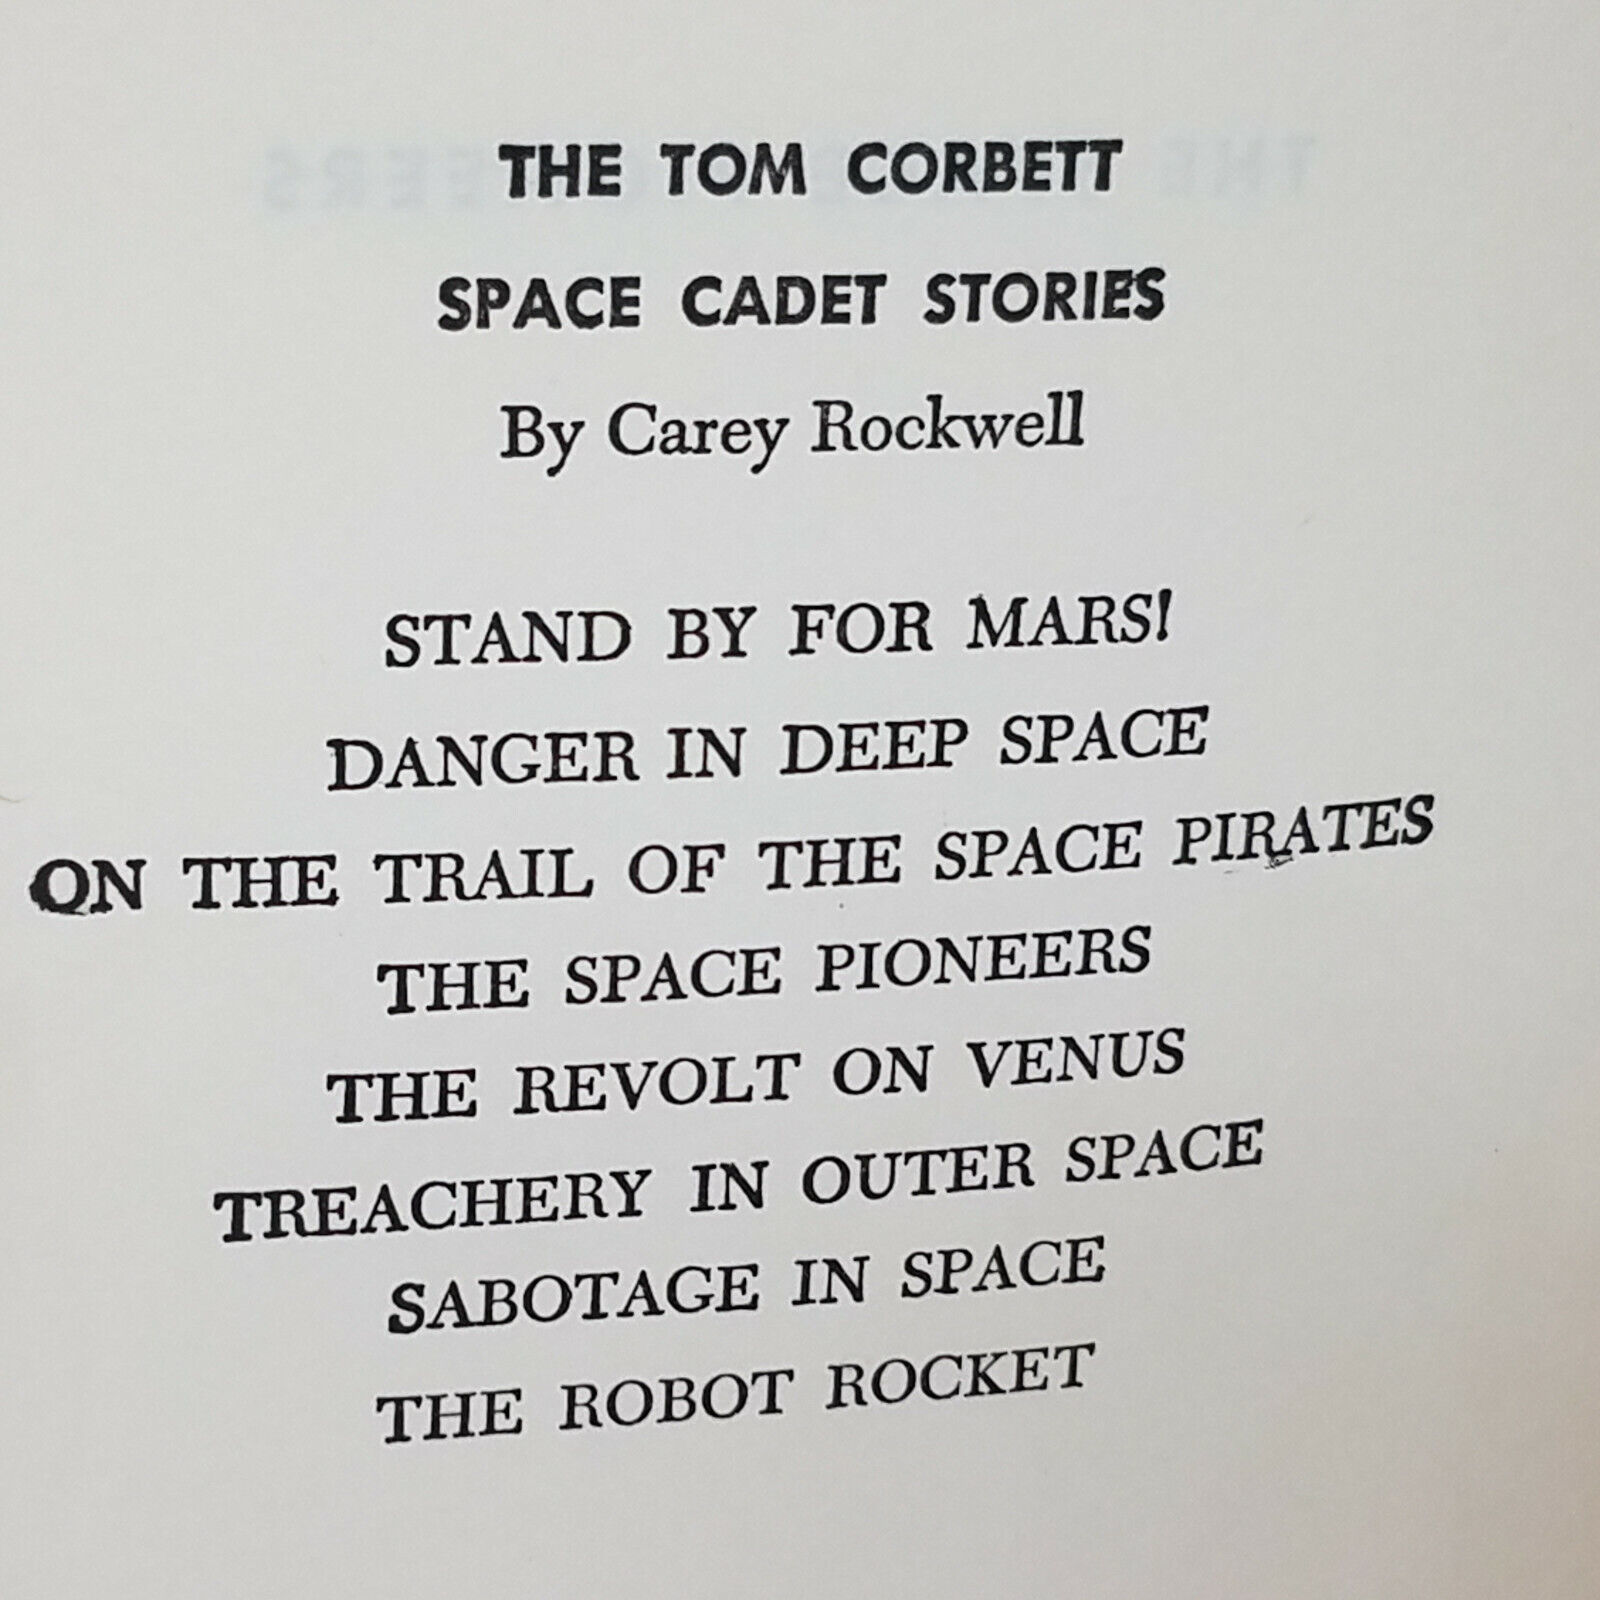 THE TOM CORBETT
SPACE CADET STORIES
By Carey Rockwell
STAND BY FOR MARS!
DANGER IN DEEP SPACE
ON THE TRAIL OF THE SPACE PIRATES
THE SPACE PIONEERS
THE REVOLT ON VENUS
TREACHERY IN OUTER SPACE
SABOTAGE IN SPACE
THE ROBOT ROCKET